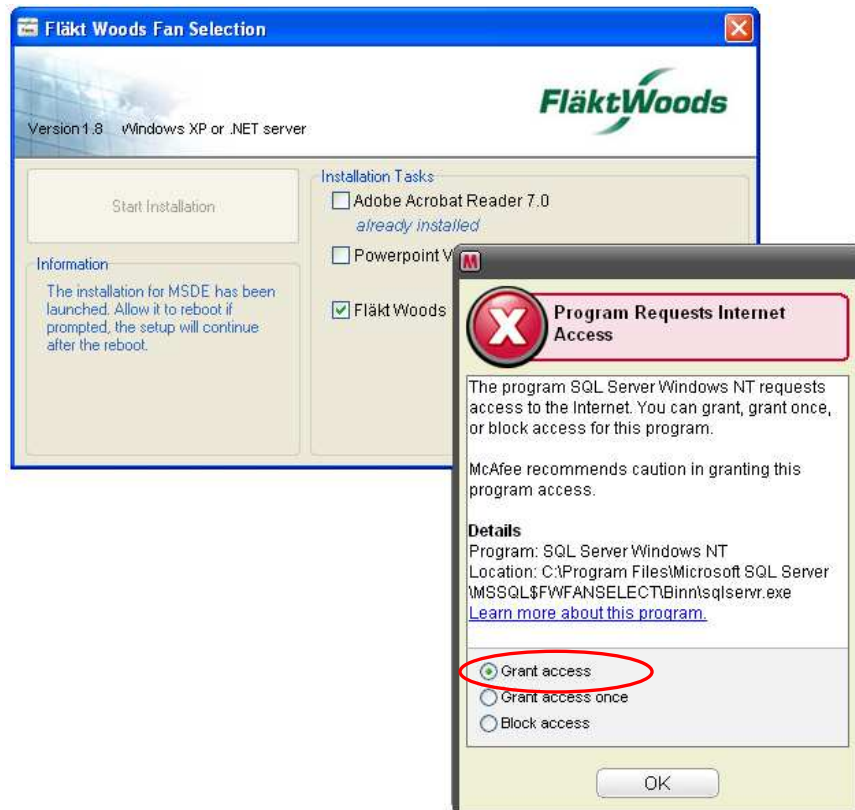 Fläkt Woods Fan Selection
FläktWoods
Version 1.8 Windows XP or .NET server
Start Installation
Information
The installation for MSDE has been
launched. Allow it to reboot if
prompted, the setup will continue
after the reboot.
Installation Tasks
Adobe Acrobat Reader 7.0
already installed
Powerpoint V
Fläkt Woods
Program Requests Internet
Access
The program SQL Server Windows NT requests
access to the Internet. You can grant, grant once,
or block access for this program.
McAfee recommends caution in granting this
program access.
Details
Program: SQL Server Windows NT
Location: C:\Program Files\Microsoft SQL Server
\MSSQL$FWFANSELECT\Binn\sqlservr.exe
Learn more about this program.
Grant access
Grant access once
Block access
OK